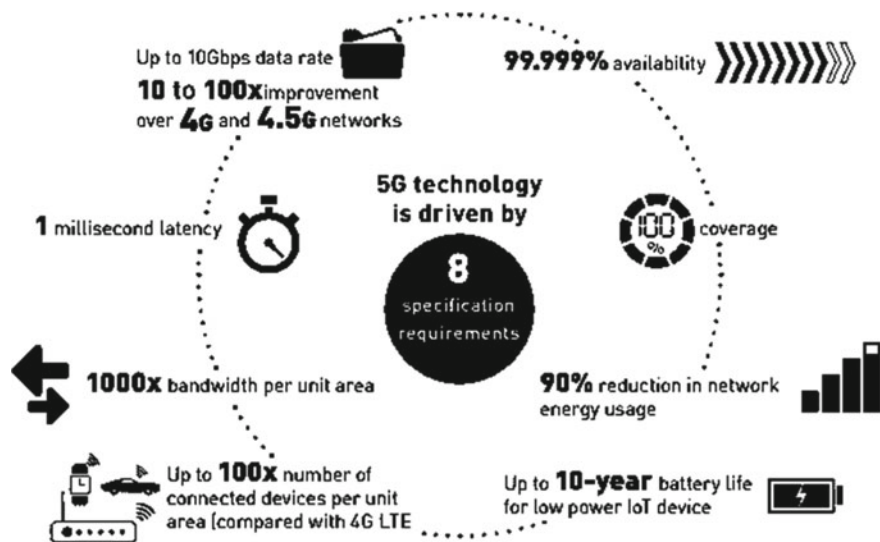 Up to 10Gbps data rate
10 to 100x improvement
over 4G and 4.5G networks
99.999% availability
5G technology
is driven by
8
specification
requirements
1 millisecond latency
100
%
coverage
1000x bandwidth per unit area
90% reduction in network
energy usage
Up to 100x number of
connected devices per unit
area (compared with 4G LTE
Up to 10-year battery life
for low power IoT device